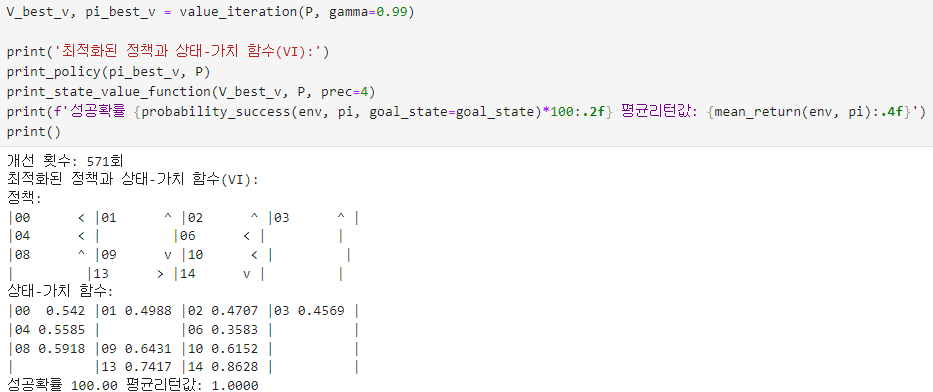 V_best_v, pi_best_v = value_iteration(P, gamma=0.99)
print('최적화된 정책과 상태-가치 함수(VI):')
print_policy(pi_best_v, P)
print_state_value_function(V_best_v, P, prec=4)
print(f'성공확률 {probability_success(env, pi, goal_state=goal_state)*100:.2f} 평균리턴값: {mean_return(env, pi):.4f}')
print()
개선 횟수: 571회
최적화된 정책과 상태-가치 함수(VI):
정책:
|00 < |01 ^ |02 ^ |03 ^ |
|04 < | |06 < | |
|08 ^ |09 v |10 < | |
| |13 > |14 v | |
상태-가치 함수:
|00 0.542 |01 0.4988 |02 0.4707 |03 0.4569 |
|04 0.5585 | |06 0.3583 | |
|08 0.5918 |09 0.6431 |10 0.6152 | |
| |13 0.7417 |14 0.8628 | |
성공확률 100.00 평균리턴값: 1.0000